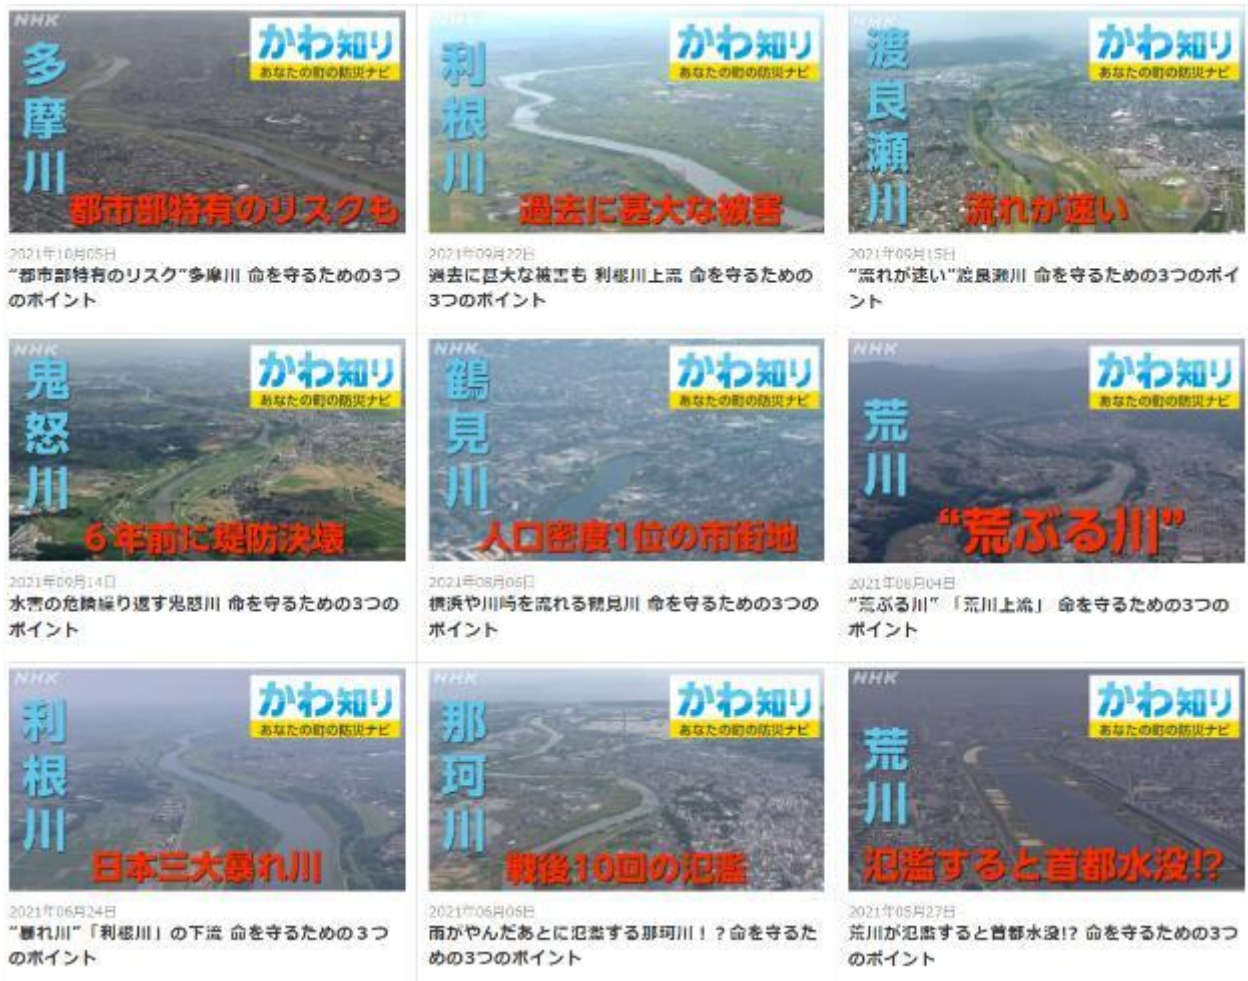 NHK
かわ知り
あなたの町の防災ナビ
多摩川
都市部特有のリスクも
2021年10月05日
“都市部特有のリスク”多摩川 命を守るための3つ
のポイント
かわ知り
あなたの町の防災ナビ
利根川
過去に甚大な被害
2021年09月22日
過去に甚大な被害も 利根川上流 命を守るための
3つのポイント
NHK
かわ知り
あなたの町の防災ナビ
渡良瀬川
流れが速い
2021年09月15日
“流れが速い”渡良瀬川 命を守るための3つのポイ
ント
NHK
かわ知り
あなたの町の防災ナビ
鬼怒川
6年前に堤防決壊
2021年09月14日
水害の危険繰り返す鬼怒川 命を守るための3つの
ポイント
NHK
かわ知り
あなたの町の防災ナビ
鶴見川
人口密度1位の市街地
2021年08月06日
横浜や川崎を流れる鶴見川 命を守るための3つの
ポイント
NHK
かわ知り
あなたの町の防災ナビ
荒川
“荒ぶる川”
2021年08月04日
“荒ぶる川” 「荒川上流」 命を守るための3つの
ポイント
NHK
かわ知り
あなたの町の防災ナビ
利根川
日本三大暴れ川
2021年06月24日
“暴れ川”「利根川」の下流 命を守るための３つ
のポイント
NHK
かわ知り
あなたの町の防災ナビ
那珂川
戦後10回の氾濫
2021年06月06日
雨がやんだあとに氾濫する那珂川！？命を守るた
めの3つのポイント
NHK
かわ知り
あなたの町の防災ナビ
荒川
氾濫すると首都水没!?
2021年05月27日
荒川が氾濫すると首都水没!? 命を守るための3つ
のポイント